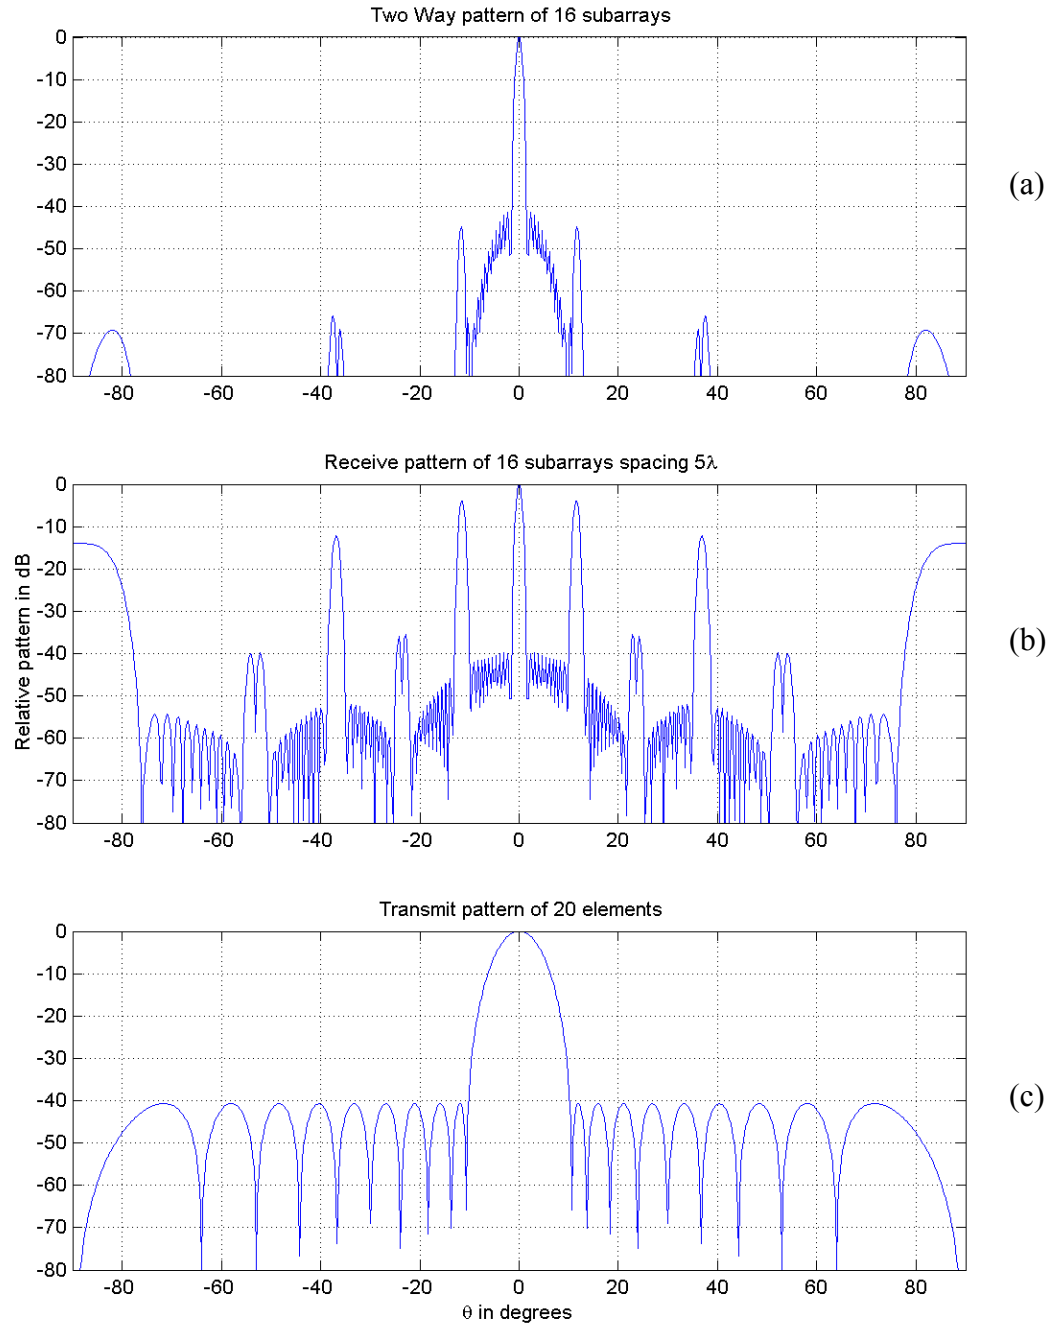 Two Way pattern of 16 subarrays
0
-10
-20
-30
-40
-50
-60
-70
-80
-80 -60 -40 -20 0 20 40 60 80
(a)
Receive pattern of 16 subarrays spacing 5λ
Relative pattern in dB
0
-10
-20
-30
-40
-50
-60
-70
-80
-80 -60 -40 -20 0 20 40 60 80
(b)
Transmit pattern of 20 elements
0
-10
-20
-30
-40
-50
-60
-70
-80
-80 -60 -40 -20 0 20 40 60 80
θ in degrees
(c)